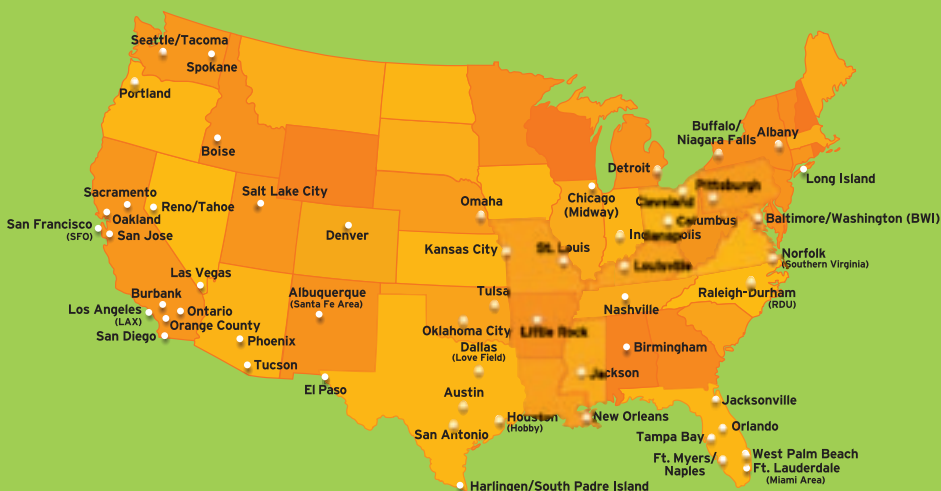 Seattle/Tacoma
Spokane
Portland
Boise
Buffalo/
Niagara Falls
Albany
Detroit
Long Island
Pittsburgh
Cleveland
Sacramento
Reno/Tahoe
Salt Lake City
Omaha
Chicago
(Midway)
Columbus
Baltimore/Washington (BWI)
San Francisco
(SFO)
Oakland
San Jose
Denver
Kansas City
St. Louis
Indianapolis
Louisville
Norfolk
(Southern Virginia)
Las Vegas
Burbank
Los Angeles
(LAX)
Ontario
Orange County
San Diego
Albuquerque
(Santa Fe Area)
Tulsa
Nashville
Raleigh-Durham
(RDU)
Phoenix
Oklahoma City
Little Rock
Birmingham
Tucson
Dallas
(Love Field)
Jackson
El Paso
Austin
Jacksonville
San Antonio
Houston
(Hobby)
New Orleans
Orlando
Tampa Bay
Ft. Myers/
Naples
West Palm Beach
Ft. Lauderdale
(Miami Area)
Harlingen/South Padre Island